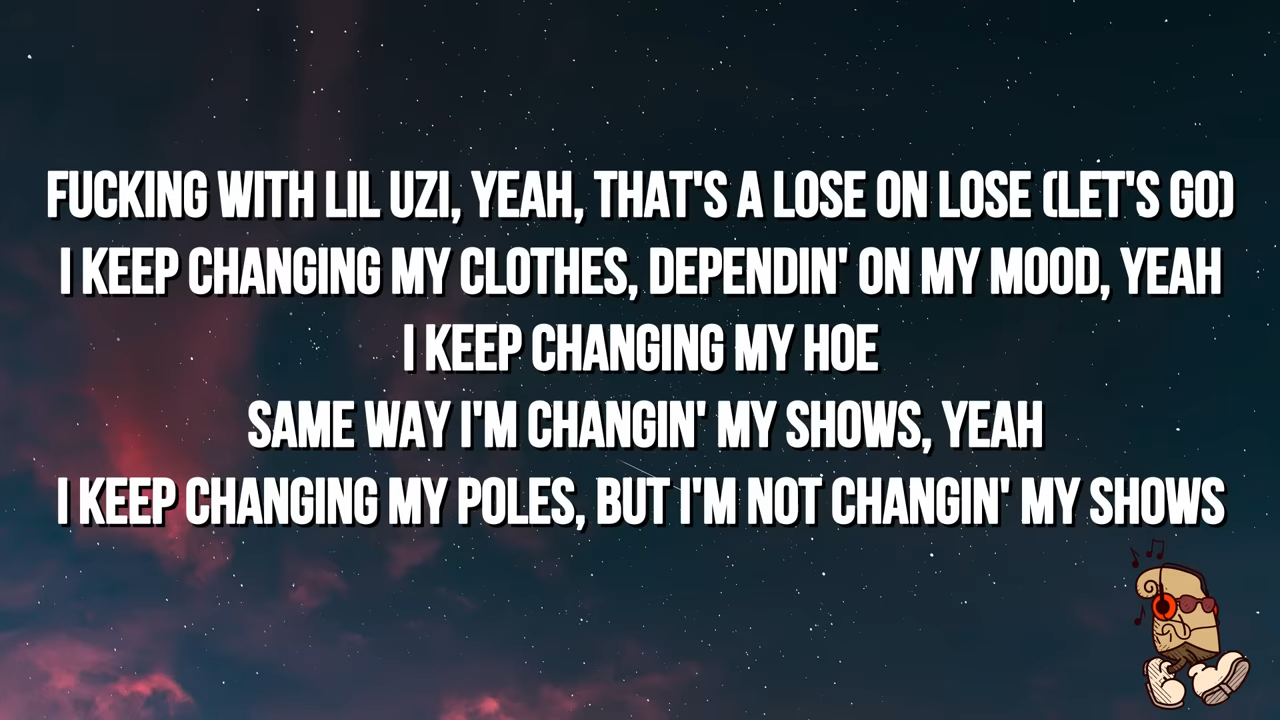 FUCKING WITH LIL UZI, YEAH, THAT'S A LOSE ON LOSE (LET'S GO)
I KEEP CHANGING MY CLOTHES, DEPENDIN' ON MY MOOD, YEAH
I KEEP CHANGING MY HOE
SAME WAY I'M CHANGIN' MY SHOWS, YEAH
I KEEP CHANGING MY POLES, BUT I'M NOT CHANGIN' MY SHOWS